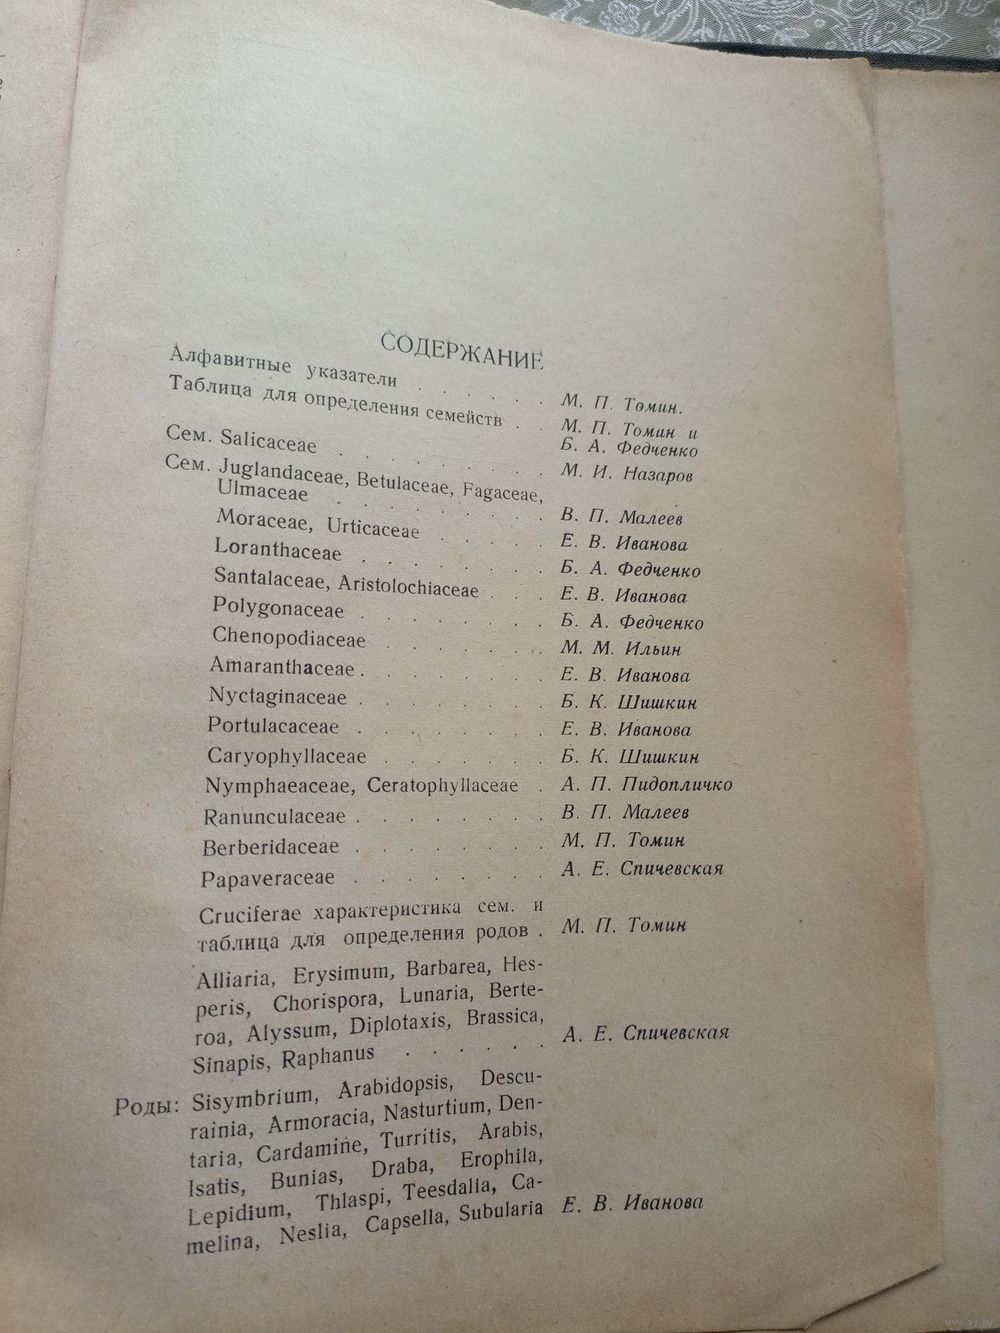 СОДЕРЖАНИЕ
Алфавитные указатели . . . . . М. П. Томин.
Таблица для определения семейств . . М. П. Томин и
Б. А. Федченко
Сем. Salicaceae . . . . . . . . М. И. Назаров
Сем. Juglandaceae, Betulaceae, Fagaceae,
Ulmaceae . . . . . . . . В. П. Малеев
Moraceae, Urticaceae . . . . Е. В. Иванова
Loranthaceae . . . . . . . Б. А. Федченко
Santalaceae, Aristolochiaceae . . . Е. В. Иванова
Polygonaceae . . . . . . . Б. А. Федченко
Chenopodiaceae . . . . . . М. М. Ильин
Amaranthaceae . . . . . . . Е. В. Иванова
Nyctaginaceae . . . . . . . Б. К. Шишкин
Portulacaceae . . . . . . . Е. В. Иванова
Caryophyllaceae . . . . . . Б. К. Шишкин
Nymphaeaceae, Ceratophyllaceae . А. П. Пидопличко
Ranunculaceae . . . . . . . В. П. Малеев
Berberidaceae . . . . . . . М. П. Томин
Papaveraceae . . . . . . . А. Е. Спичевская
Cruciferae характеристика сем. и
таблица для определения родов . М. П. Томин
Alliaria, Erysimum, Barbarea, Hes-
peris, Chorispora, Lunaria, Berte-
roa, Alyssum, Diplotaxis, Brassica,
Sinapis, Raphanus . . . . . . А. Е. Спичевская
Роды: Sisymbrium, Arabidopsis, Descu-
rainia, Armoracia, Nasturtium, Den-
taria, Cardamine, Turritis, Arabis,
Isatis, Bunias, Draba, Erophila,
Lepidium, Thlaspi, Teesdalia, Ca-
melina, Neslia, Capsella, Subularia Е. В. Иванова
www.ay.by